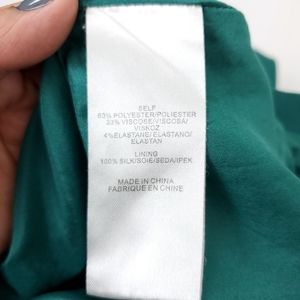 SELF
63% POLYESTER/POLIESTER
33% VISCOSE/VISCOSA/
VISKOZ
4% ELASTANE/ELASTANO/
ELASTAN
LINING
100% SILK/SOIE/SEDA/IPEK
MADE IN CHINA
FABRIQUE EN CHINE